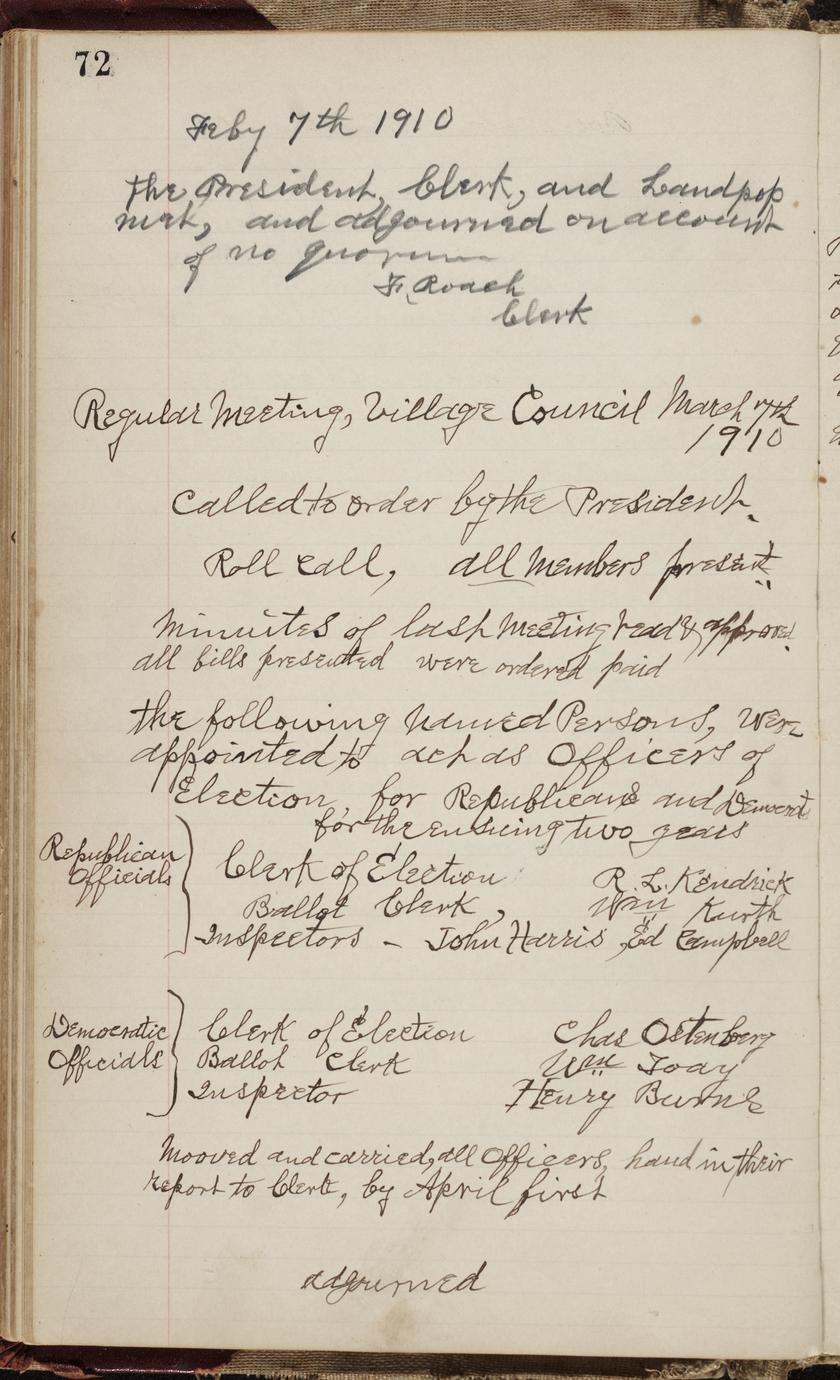 72
Feby 7th 1910
the President, Clerk, and Landpop
met, and adgourned on account
of no quorum
F. Roach
Clerk
Regular Meeting, Village Council March 7th
1910
Called to order by the President.
Roll call, all Members present
Minuites of last Meeting read & approved.
all bills presented were ordered paid
the following named Persons, were
appointed to act as Officers of
Election, for Republicans and Democrats
for the ensueing two years
Republican
Officials
Clerk of Election R. L. Kendrick
Ballot Clerk, Wm Kurth
Inspectors - John Harris, Ed Campbell
Democratic
Officials
Clerk of Election Chas Ostenberg
Ballot Clerk Wm Toay
Inspector Henry Burns
Mooved and carried, all Officers, hand in their
report to Clerk, by April first
adgourned